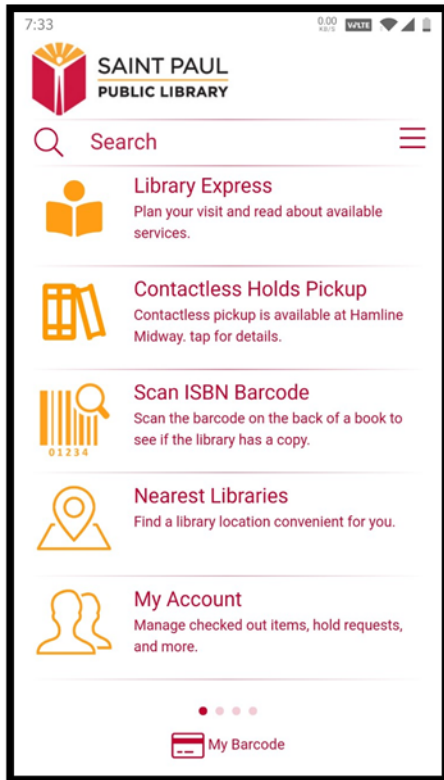 7:33
0.00
KB/S
VoLTE
SAINT PAUL
PUBLIC LIBRARY
Search
Library Express
Plan your visit and read about available
services.
Contactless Holds Pickup
Contactless pickup is available at Hamline
Midway. tap for details.
01234
Scan ISBN Barcode
Scan the barcode on the back of a book to
see if the library has a copy.
Nearest Libraries
Find a library location convenient for you.
My Account
Manage checked out items, hold requests,
and more.
My Barcode